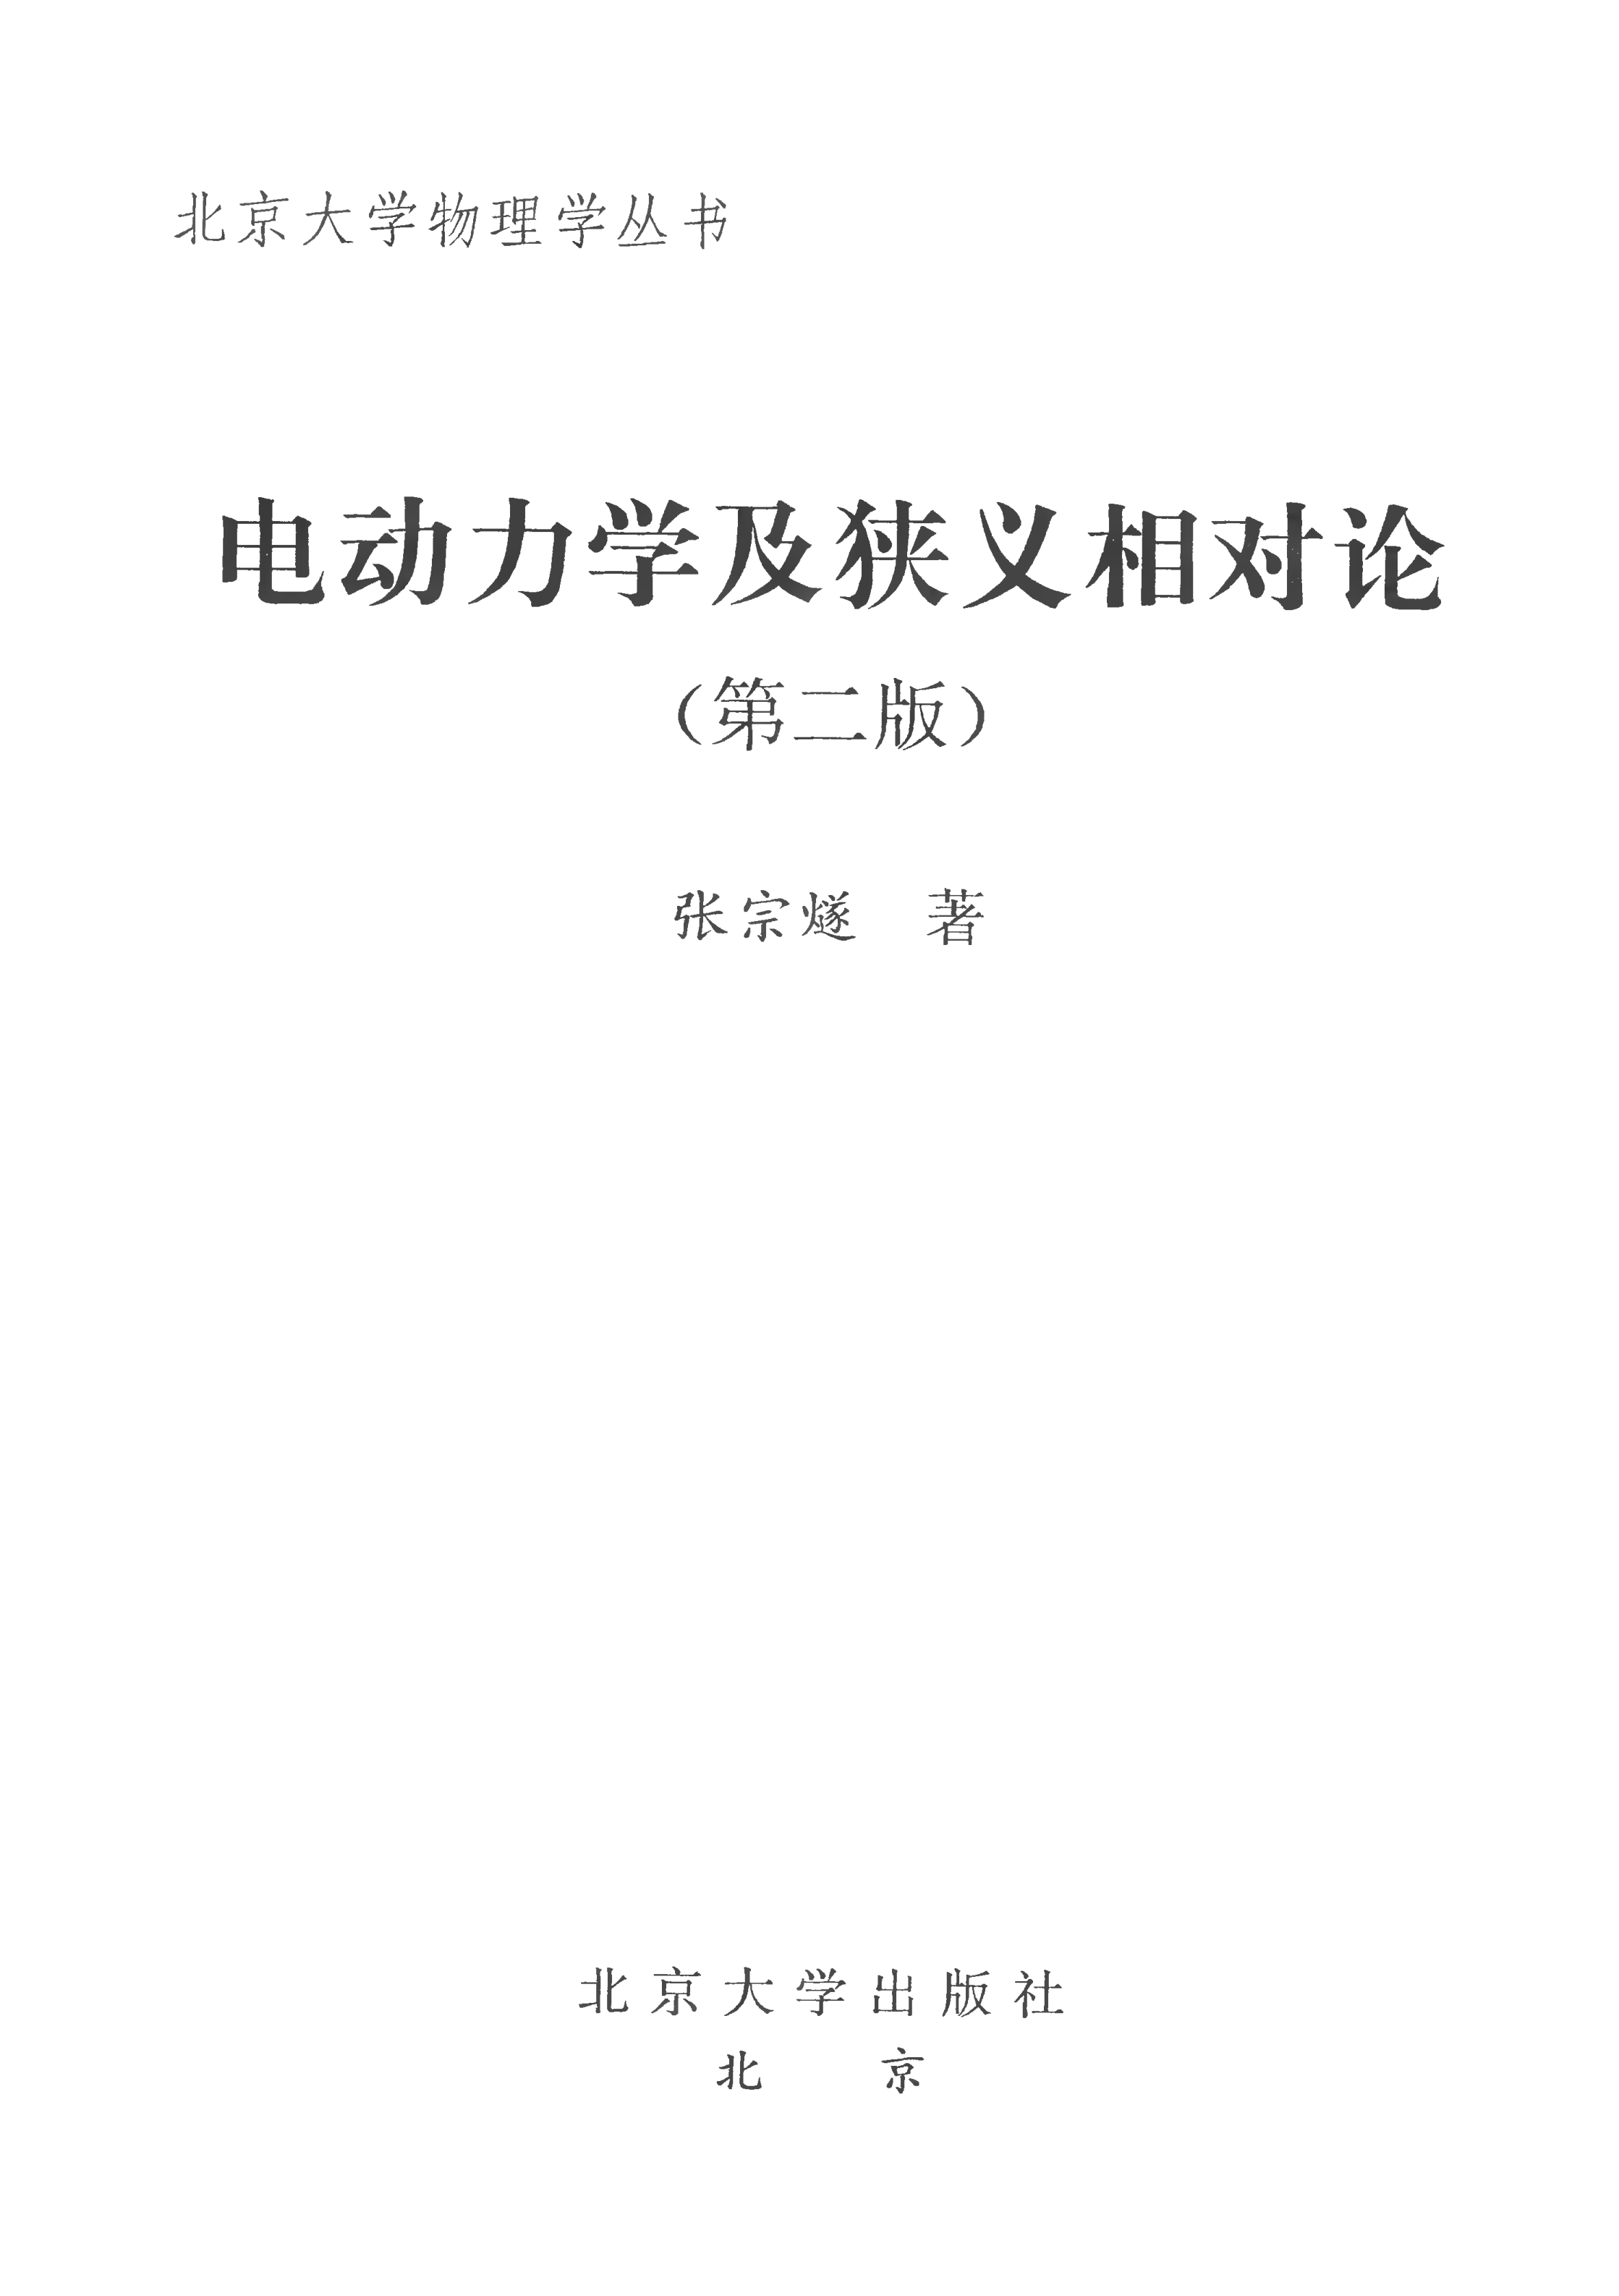 北京大学物理学丛书
电动力学及狭义相对论
（第二版）
张宗燧　著
北京大学出版社
北　京